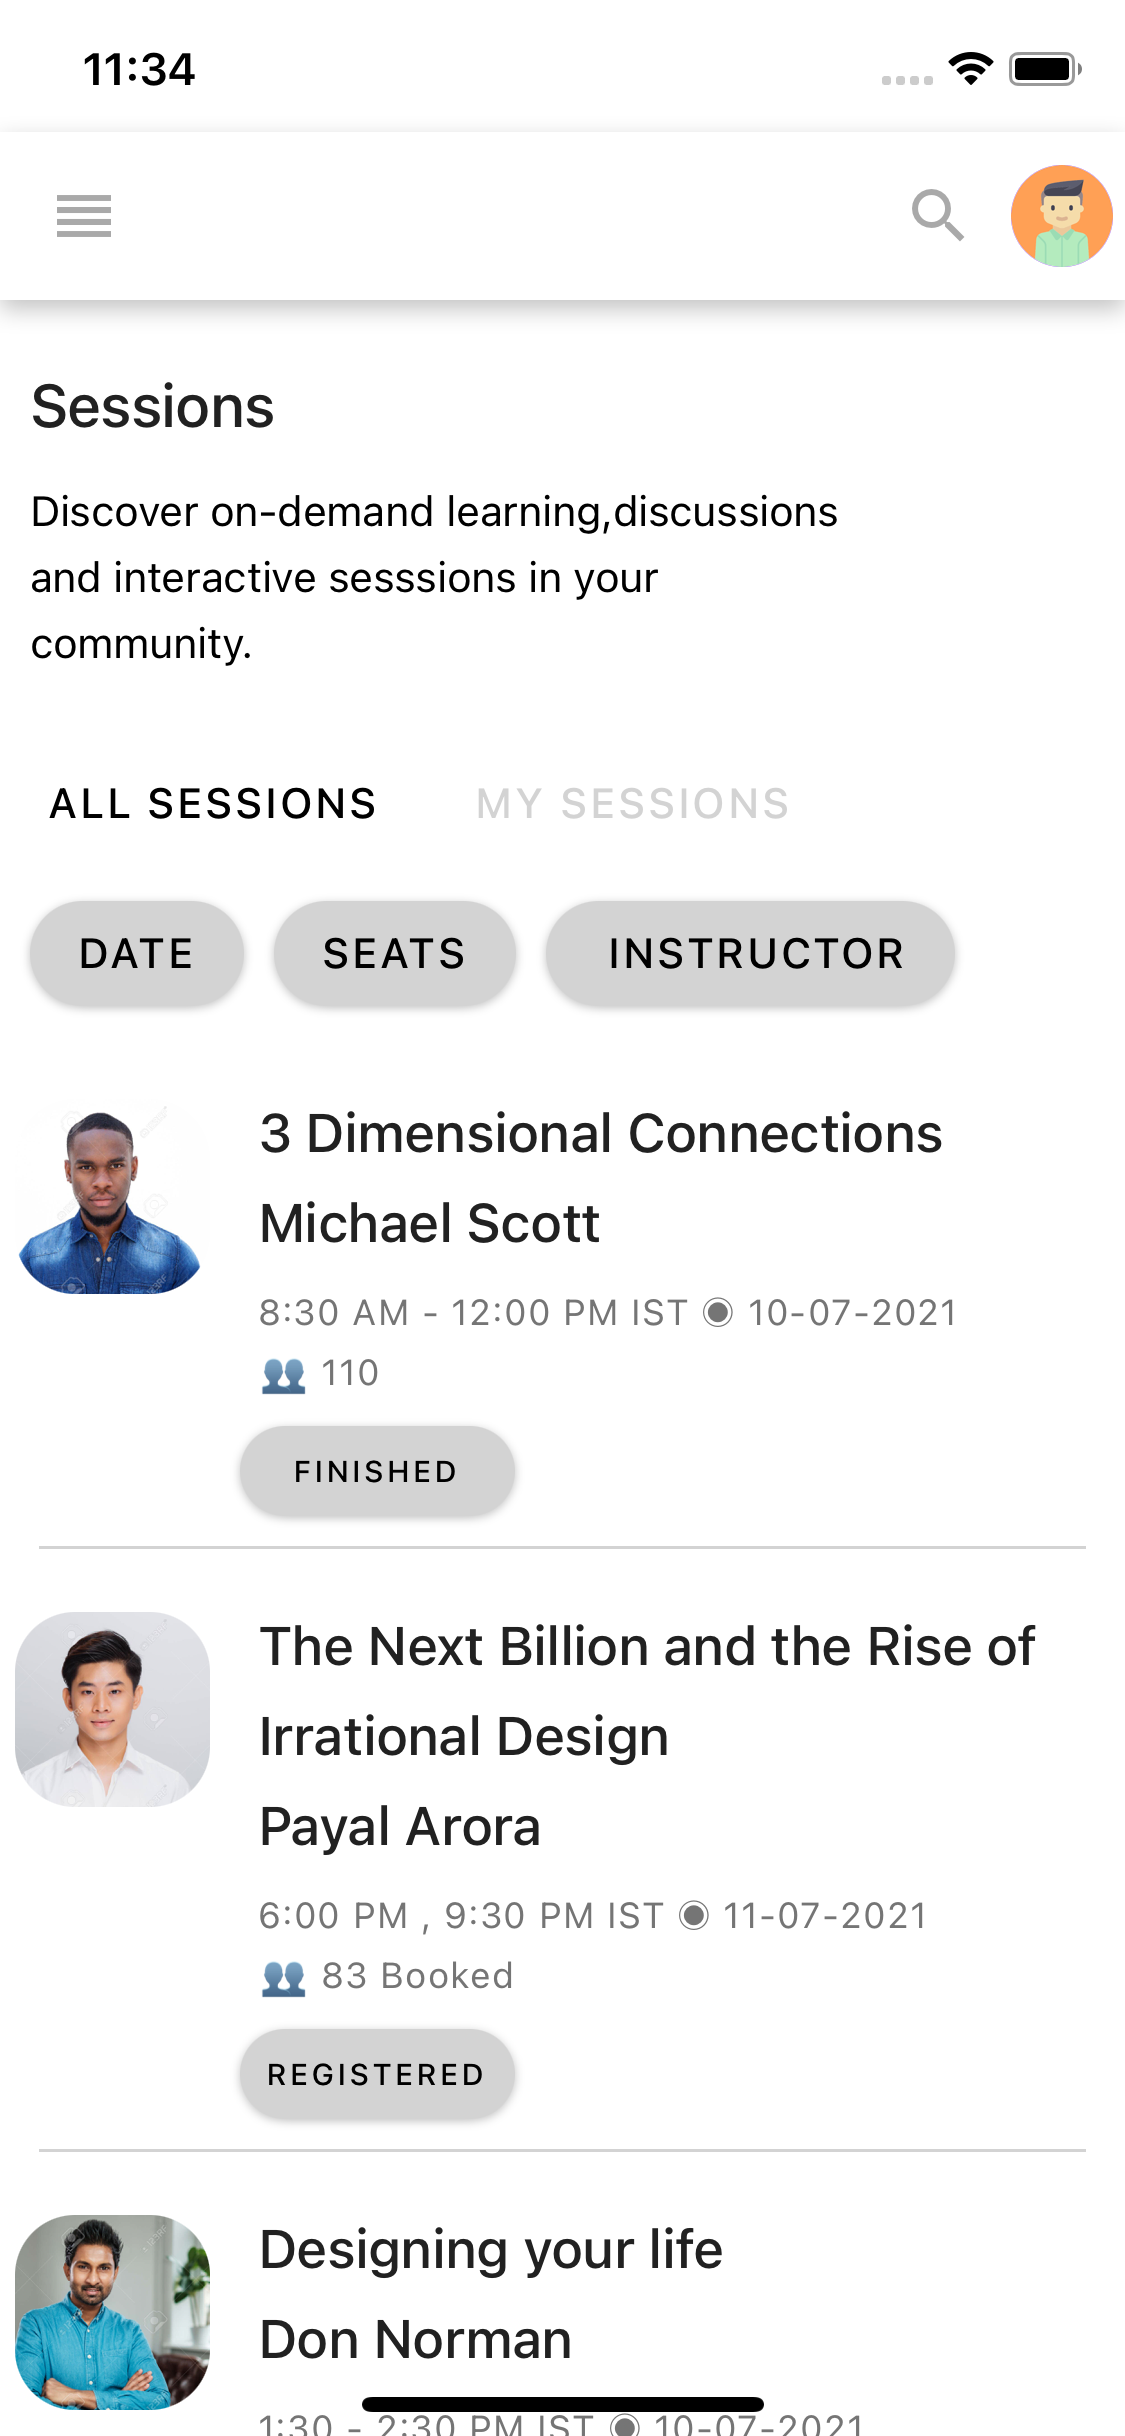 11:34
Sessions
Discover on-demand learning,discussions
and interactive sesssions in your
community.
ALL SESSIONS MY SESSIONS
DATE SEATS INSTRUCTOR
3 Dimensional Connections
Michael Scott
8:30 AM - 12:00 PM IST ◉ 10-07-2021
👥 110
FINISHED
The Next Billion and the Rise of
Irrational Design
Payal Arora
6:00 PM , 9:30 PM IST ◉ 11-07-2021
👥 83 Booked
REGISTERED
Designing your life
Don Norman
1:30 - 2:30 PM IST ◉ 10-07-2021